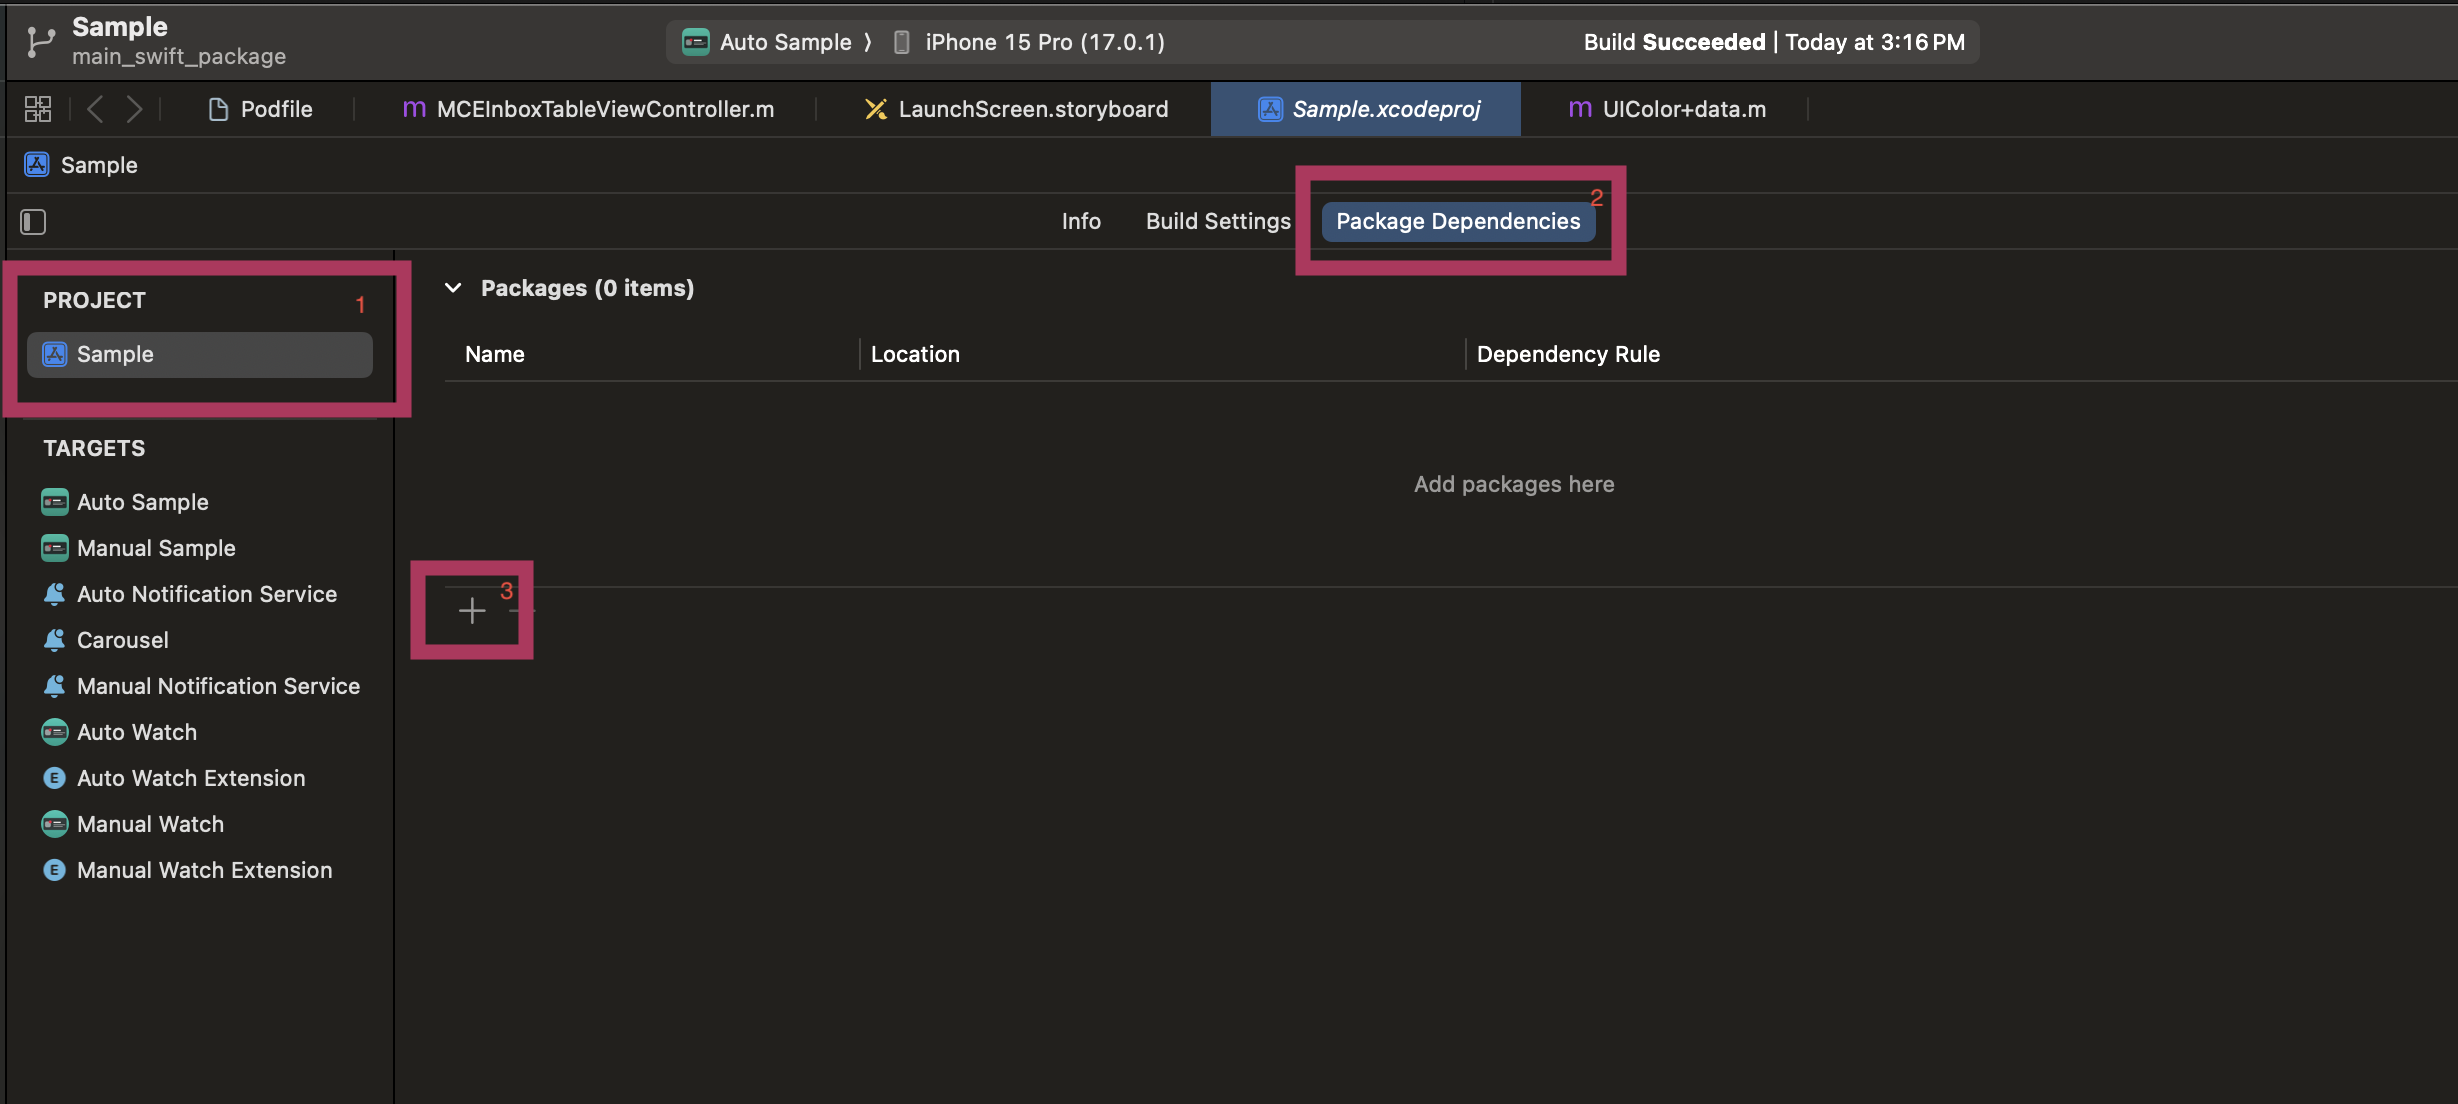 Sample
main_swift_package
Auto Sample ⟩ iPhone 15 Pro (17.0.1)
Build Succeeded | Today at 3:16 PM
Podfile
m MCEInboxTableViewController.m
LaunchScreen.storyboard
Sample.xcodeproj
m UIColor+data.m
Sample
Info
Build Settings
Package Dependencies
2
PROJECT
1
Sample
Packages (0 items)
Name
Location
Dependency Rule
Add packages here
3
TARGETS
Auto Sample
Manual Sample
Auto Notification Service
Carousel
Manual Notification Service
Auto Watch
E Auto Watch Extension
Manual Watch
E Manual Watch Extension